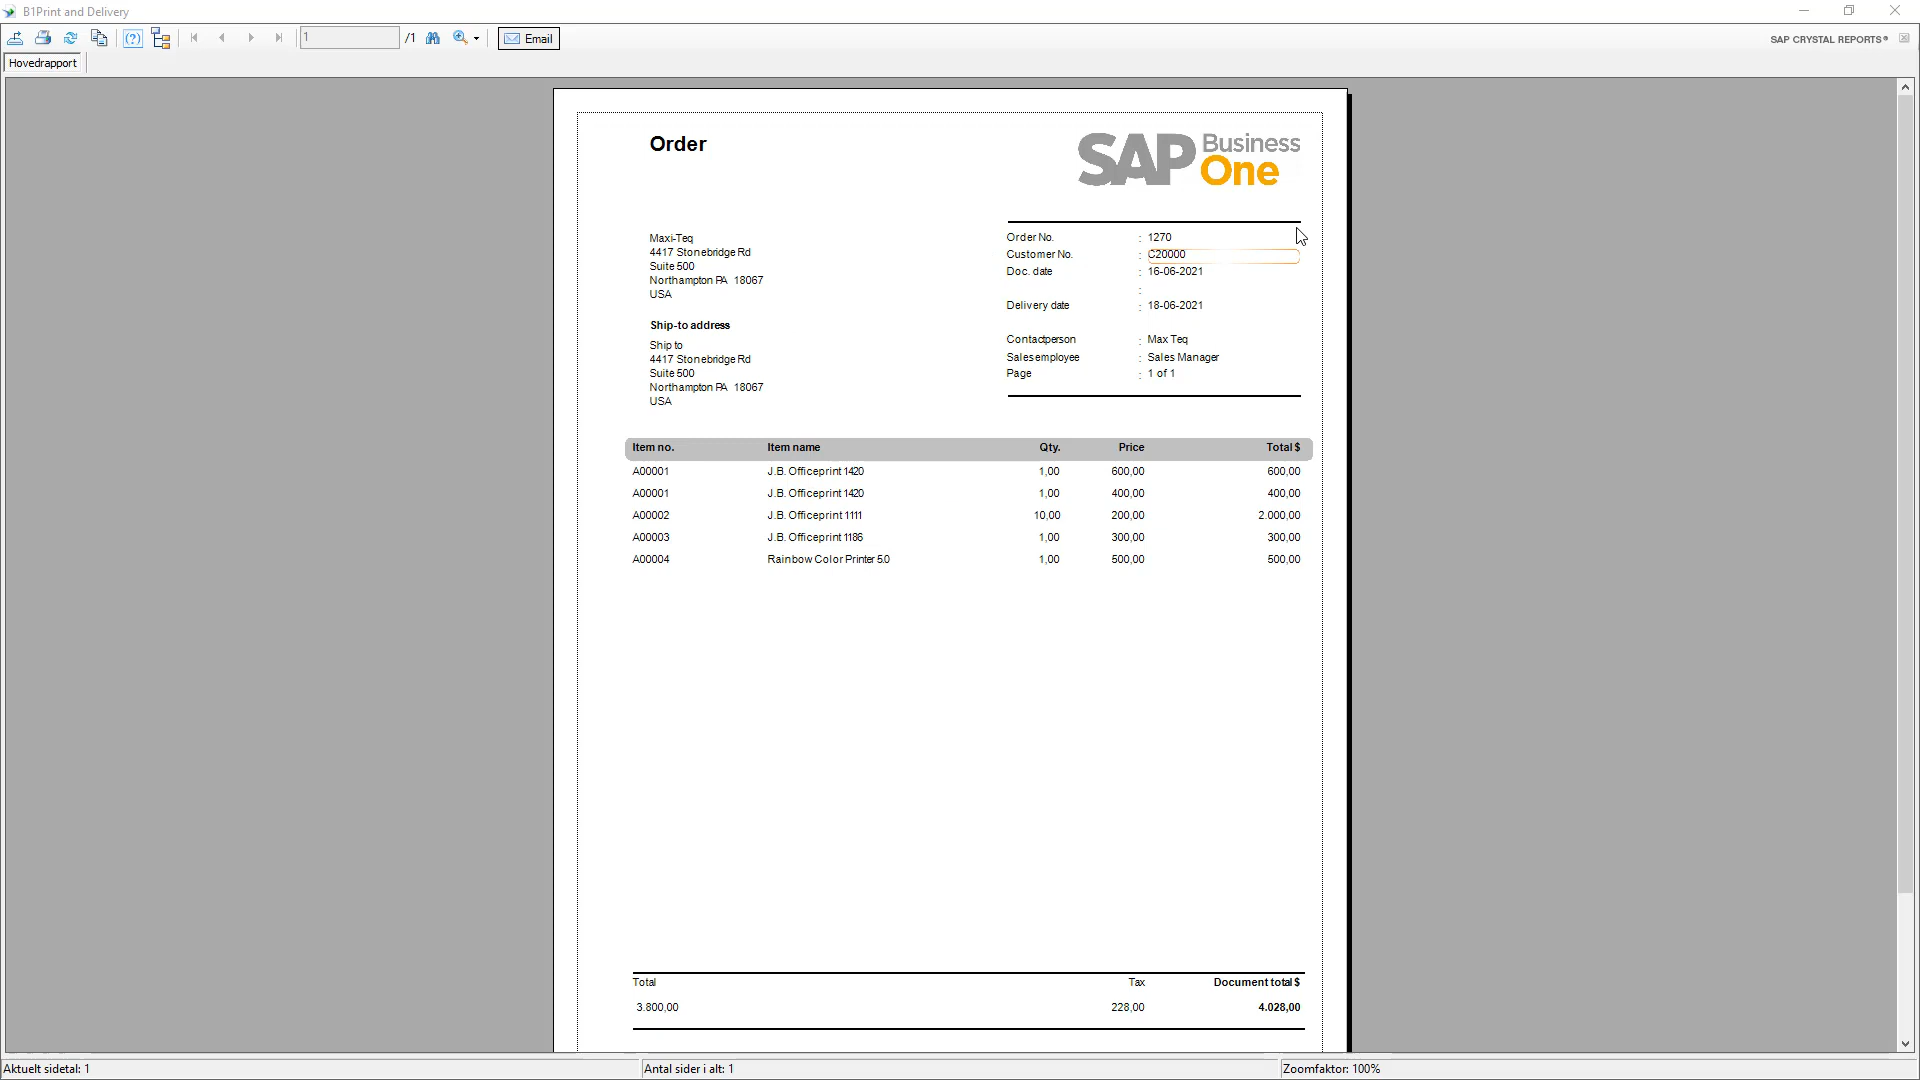 B1Print and Delivery
1 /1 Email SAP CRYSTAL REPORTS®
Hovedrapport
Order
SAP Business One
Maxi-Teq
4417 Stonebridge Rd
Suite 500
Northampton PA 18067
USA
Ship-to address
Ship to
4417 Stonebridge Rd
Suite 500
Northampton PA 18067
USA
Order No. : 1270
Customer No. : C20000
Doc. date : 16-06-2021
:
Delivery date : 18-06-2021
Contactperson : Max Teq
Salesemployee : Sales Manager
Page : 1 of 1
Item no. Item name Qty. Price Total $
A00001 J.B. Officeprint 1420 1,00 600,00 600,00
A00001 J.B. Officeprint 1420 1,00 400,00 400,00
A00002 J.B. Officeprint 1111 10,00 200,00 2.000,00
A00003 J.B. Officeprint 1186 1,00 300,00 300,00
A00004 Rainbow Color Printer 5.0 1,00 500,00 500,00
Total Tax Document total $
3.800,00 228,00 4.028,00
Aktuelt sidetal: 1 Antal sider i alt: 1 Zoomfaktor: 100%